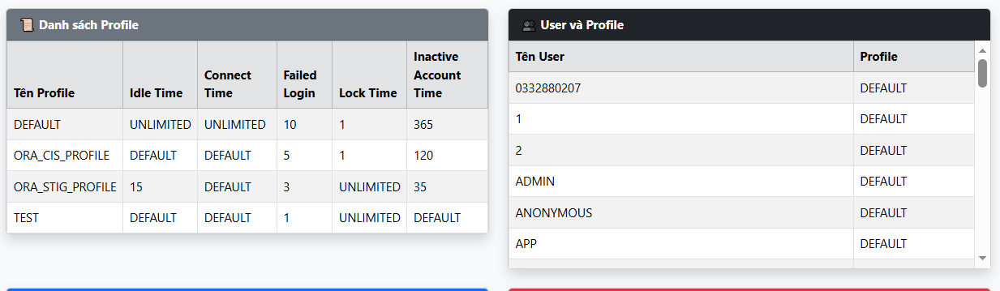 Danh sách Profile
Tên Profile Idle Time Connect Time Failed Login Lock Time Inactive Account Time
DEFAULT UNLIMITED UNLIMITED 10 1 365
ORA_CIS_PROFILE DEFAULT DEFAULT 5 1 120
ORA_STIG_PROFILE 15 DEFAULT 3 UNLIMITED 35
TEST DEFAULT DEFAULT 1 UNLIMITED DEFAULT
User và Profile
Tên User Profile
0332880207 DEFAULT
1 DEFAULT
2 DEFAULT
ADMIN DEFAULT
ANONYMOUS DEFAULT
APP DEFAULT